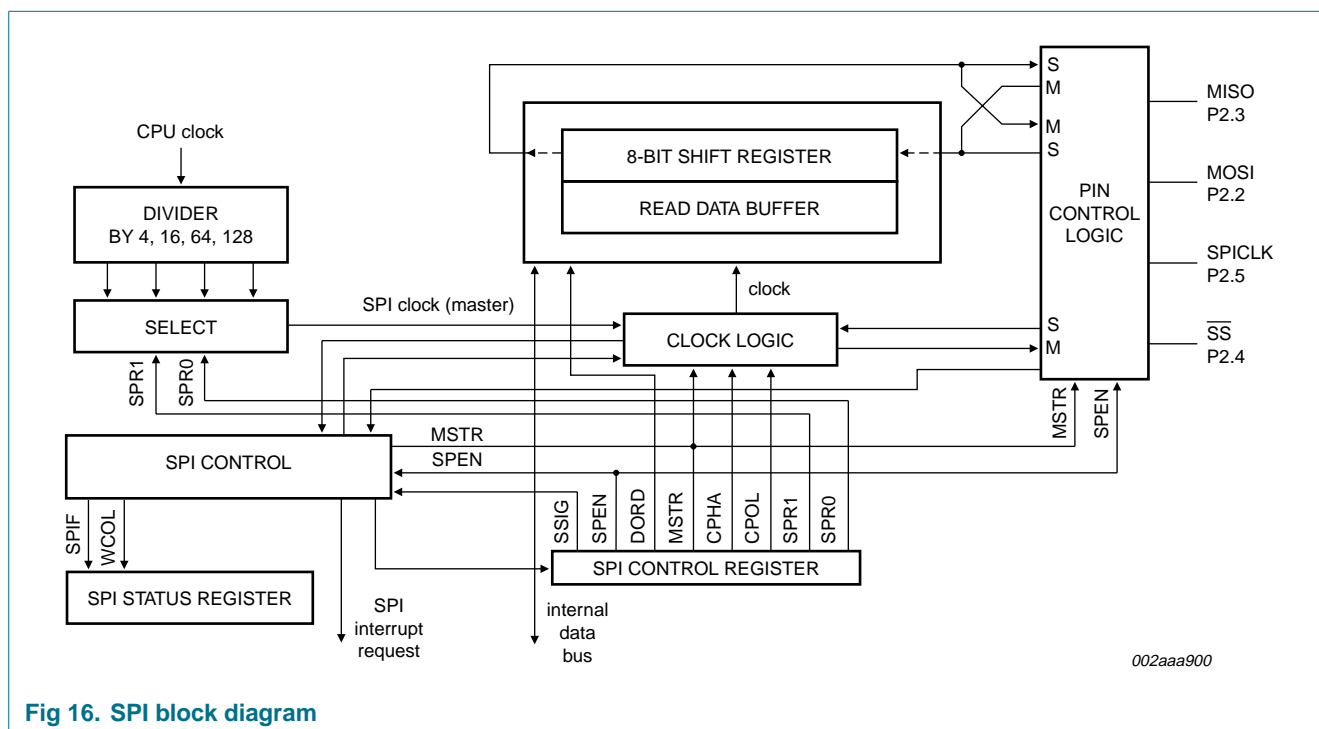 CPU clock
DIVIDER
BY 4, 16, 64, 128
SELECT
SPR1
SPR0
SPI clock (master)
8-BIT SHIFT REGISTER
READ DATA BUFFER
clock
CLOCK LOGIC
S
M
M
S
PIN
CONTROL
LOGIC
S
M
MSTR
SPEN
MISO
P2.3
MOSI
P2.2
SPICLK
P2.5
SS
P2.4
SPI CONTROL
MSTR
SPEN
SPIF
WCOL
SPI STATUS REGISTER
SPI
interrupt
request
SSIG
SPEN
DORD
MSTR
CPHA
CPOL
SPR1
SPR0
SPI CONTROL REGISTER
internal
data
bus
002aaa900
Fig 16. SPI block diagram